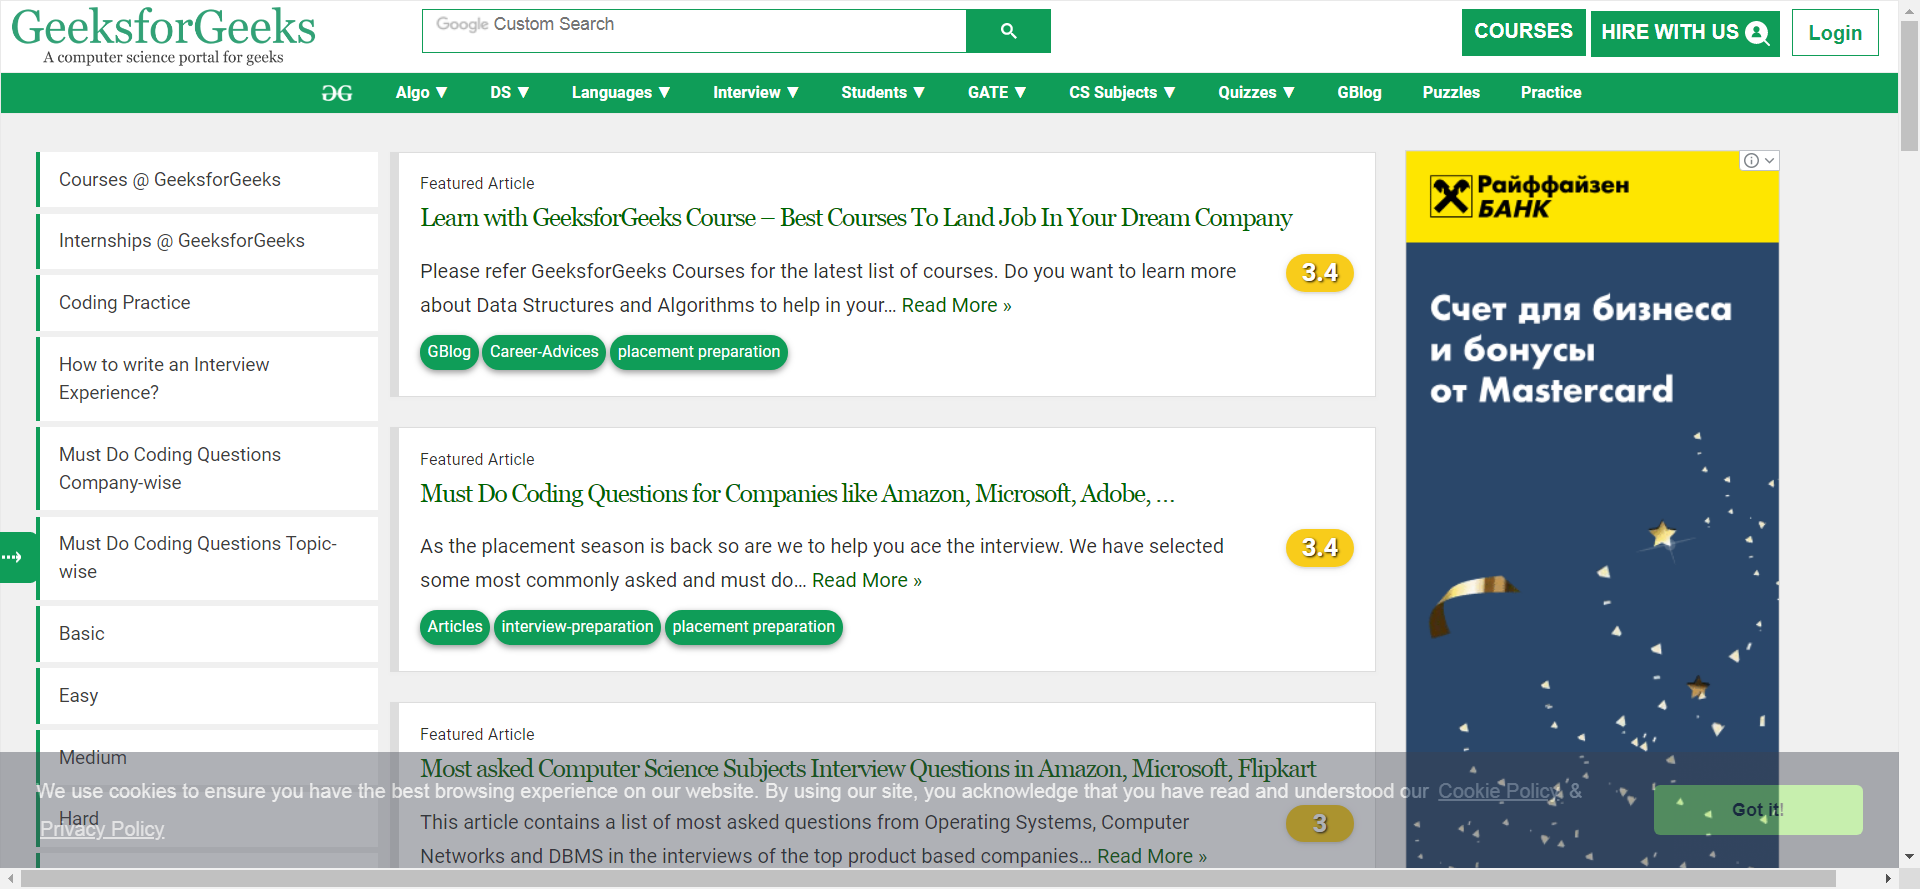 GeeksforGeeks
A computer science portal for geeks
Google Custom Search
COURSES
HIRE WITH US
Login
GG
Algo ▼
DS ▼
Languages ▼
Interview ▼
Students ▼
GATE ▼
CS Subjects ▼
Quizzes ▼
GBlog
Puzzles
Practice
Courses @ GeeksforGeeks
Internships @ GeeksforGeeks
Coding Practice
How to write an Interview
Experience?
Must Do Coding Questions
Company-wise
Must Do Coding Questions Topic-
wise
Basic
Easy
Medium
Hard
Featured Article
Learn with GeeksforGeeks Course – Best Courses To Land Job In Your Dream Company
Please refer GeeksforGeeks Courses for the latest list of courses. Do you want to learn more
about Data Structures and Algorithms to help in your… Read More »
3.4
GBlog
Career-Advices
placement preparation
Featured Article
Must Do Coding Questions for Companies like Amazon, Microsoft, Adobe, …
As the placement season is back so are we to help you ace the interview. We have selected
some most commonly asked and must do… Read More »
3.4
Articles
interview-preparation
placement preparation
Featured Article
Most asked Computer Science Subjects Interview Questions in Amazon, Microsoft, Flipkart
This article contains a list of most asked questions from Operating Systems, Computer
Networks and DBMS in the interviews of the top product based companies… Read More »
3
Райффайзен
БАНК
Счет для бизнеса
и бонусы
от Mastercard
We use cookies to ensure you have the best browsing experience on our website. By using our site, you acknowledge that you have read and understood our Cookie Policy &
Privacy Policy
Got it!